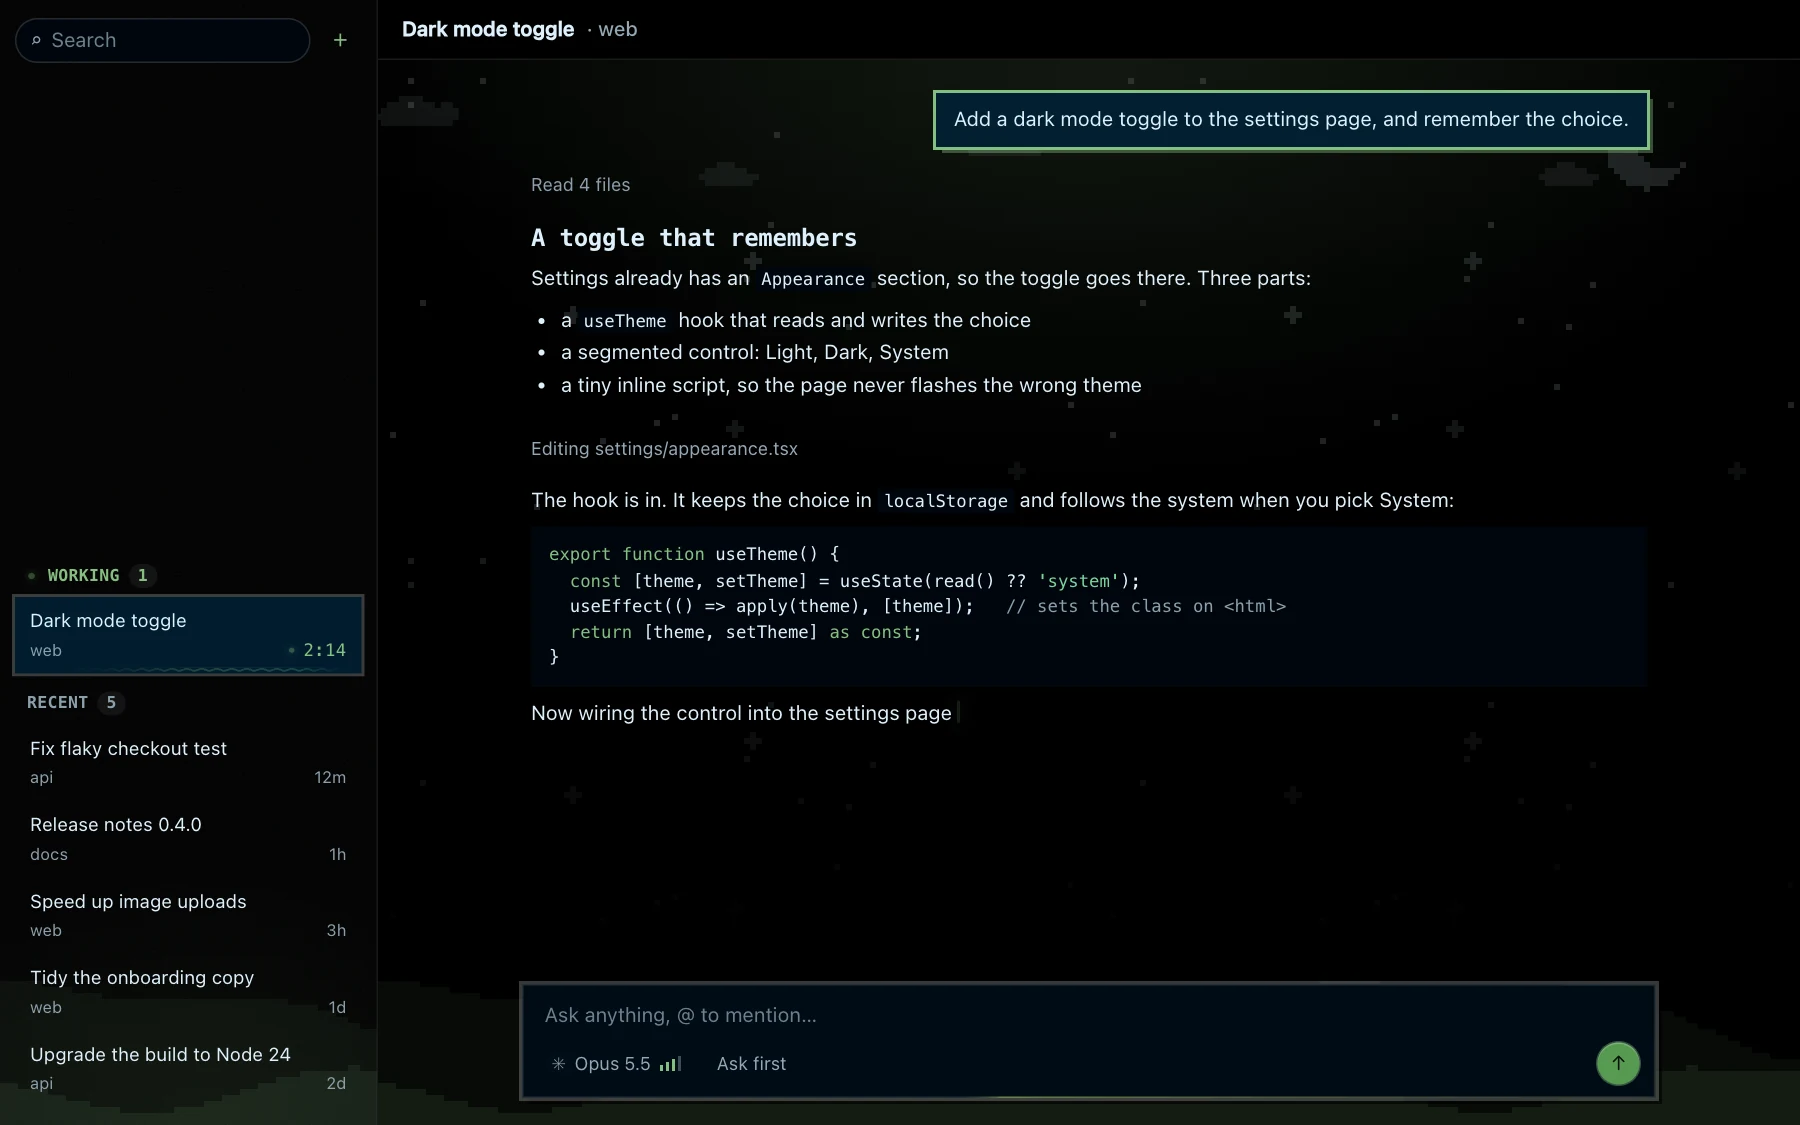 Search
+
WORKING 1
Dark mode toggle
web
2:14
RECENT 5
Fix flaky checkout test
api
12m
Release notes 0.4.0
docs
1h
Speed up image uploads
web
3h
Tidy the onboarding copy
web
1d
Upgrade the build to Node 24
api
2d
Dark mode toggle · web
Add a dark mode toggle to the settings page, and remember the choice.
Read 4 files
A toggle that remembers
Settings already has an Appearance section, so the toggle goes there. Three parts:
• a useTheme hook that reads and writes the choice
• a segmented control: Light, Dark, System
• a tiny inline script, so the page never flashes the wrong theme
Editing settings/appearance.tsx
The hook is in. It keeps the choice in localStorage and follows the system when you pick System:
export function useTheme() {
  const [theme, setTheme] = useState(read() ?? 'system');
  useEffect(() => apply(theme), [theme]);   // sets the class on <html>
  return [theme, setTheme] as const;
}
Now wiring the control into the settings page
Ask anything, @ to mention...
Opus 5.5
Ask first